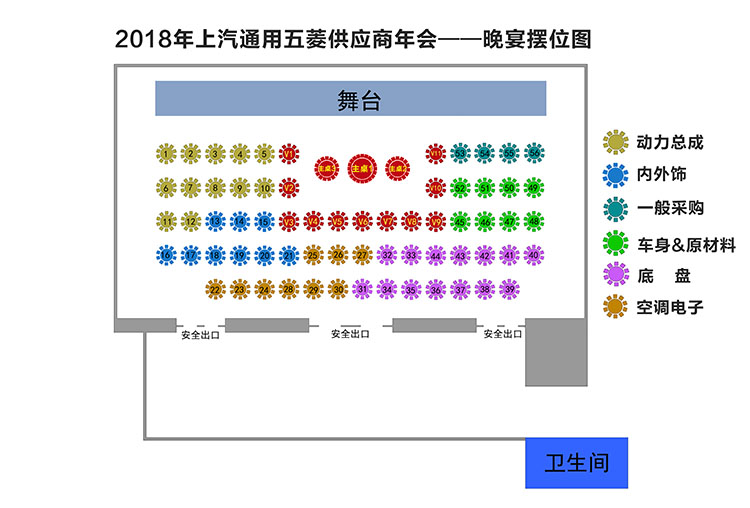 2018年上汽通用五菱供应商年会——晚宴摆位图
舞台
1 2 3 4 5 V1 主桌3 主桌1 主桌2 V11 53 54 55 56
6 7 8 9 10 V2 V10 52 51 50 49
11 12 13 14 15 V3 V4 V5 V6 V7 V8 V9 45 46 47 48
16 17 18 19 20 21 25 26 27 32 33 44 43 42 41 40
22 23 24 28 29 30 31 34 35 36 37 38 39
安全出口 安全出口 安全出口
卫生间
动力总成
内外饰
一般采购
车身&原材料
底 盘
空调电子